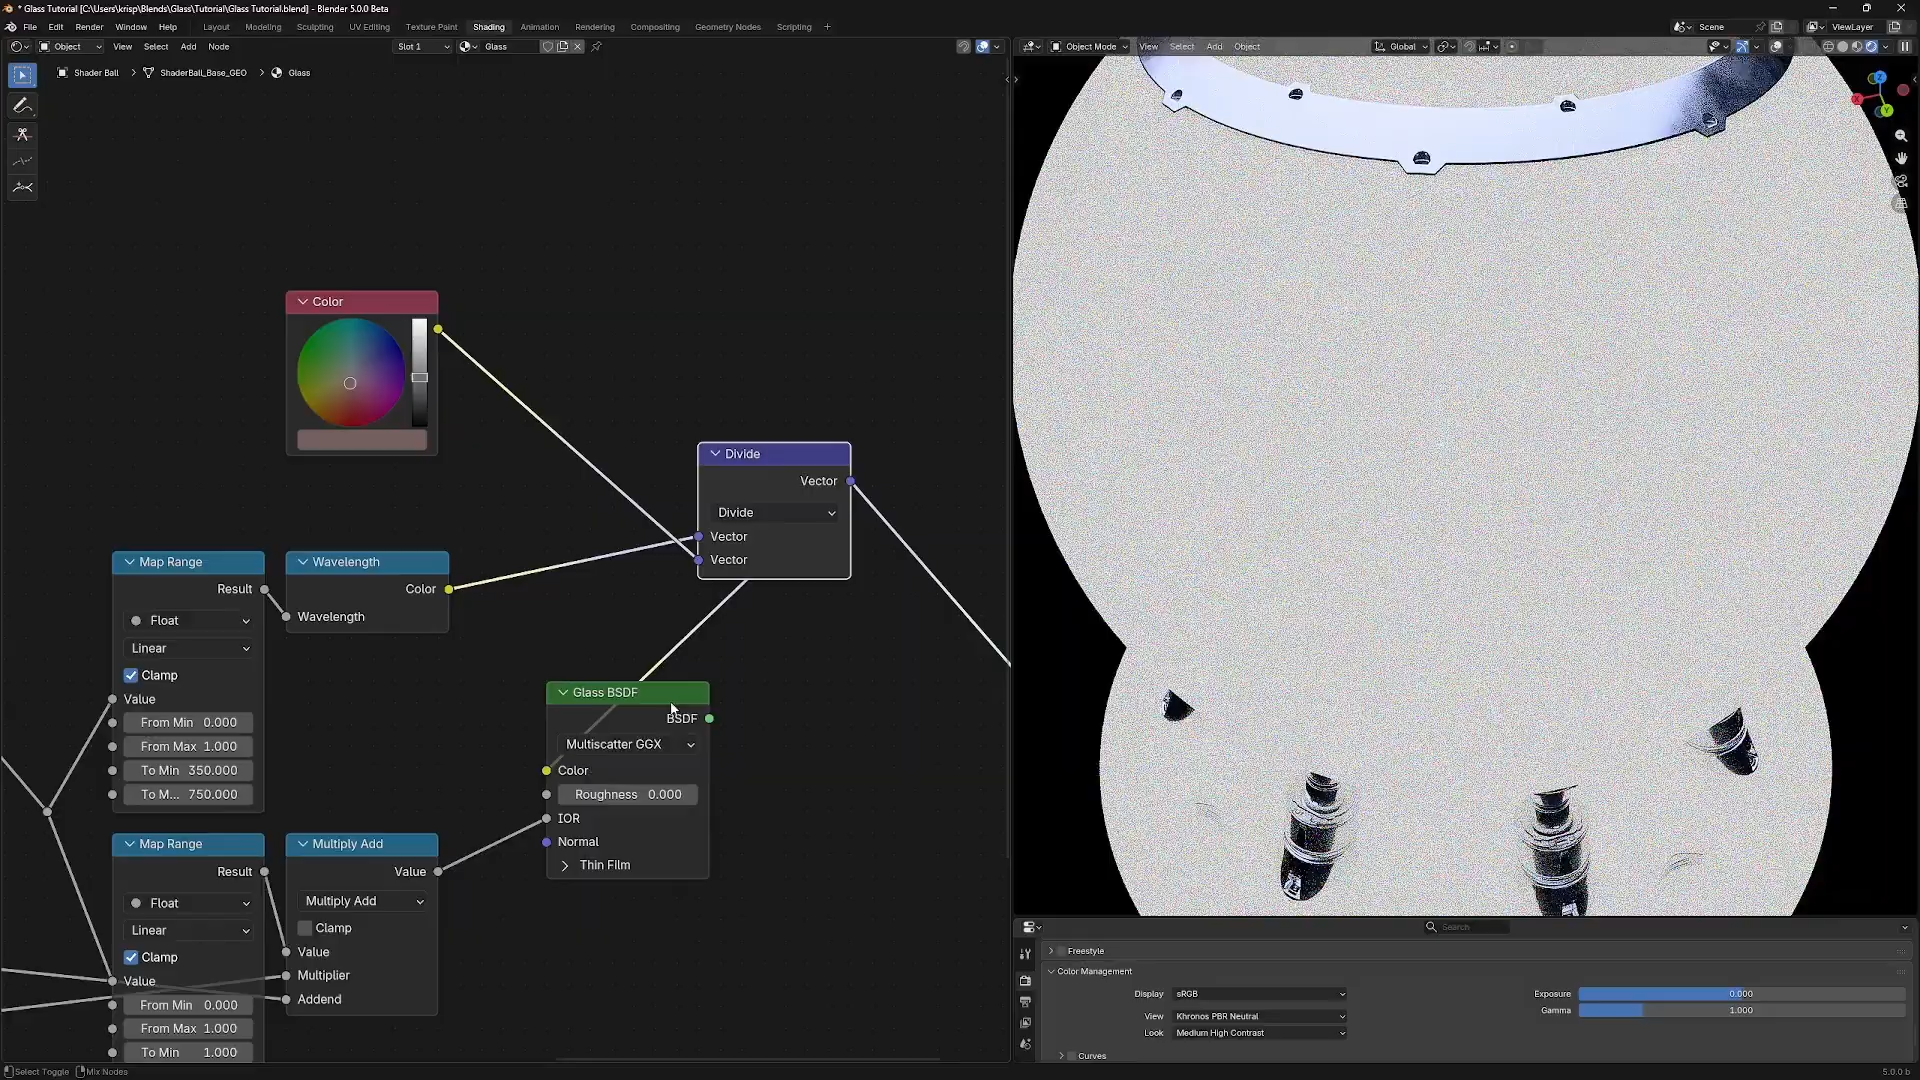 * Glass Tutorial [C:\Users\krisp\Blends\Glass\Tutorial\Glass Tutorial.blend] - Blender 5.0.0 Beta
File Edit Render Window Help Layout Modeling Sculpting UV Editing Texture Paint Shading Animation Rendering Compositing Geometry Nodes Scripting + Scene ViewLayer
Object View Select Add Node Slot 1 Glass
Object Mode View Select Add Object Global
Shader Ball > ShaderBall_Base_GEO > Glass
Color
Divide
Vector
Divide
Vector
Vector
Map Range
Result
Float
Linear
Clamp
Value
From Min 0.000
From Max 1.000
To Min 350.000
To M... 750.000
Wavelength
Color
Wavelength
Glass BSDF
BSDF
Multiscatter GGX
Color
Roughness 0.000
IOR
Normal
Thin Film
Map Range
Result
Float
Linear
Clamp
Value
From Min 0.000
From Max 1.000
To Min 1.000
Multiply Add
Value
Multiply Add
Clamp
Value
Multiplier
Addend
Search
Freestyle
Color Management
Display sRGB
View Khronos PBR Neutral
Look Medium High Contrast
Exposure 0.000
Gamma 1.000
Curves
Select Toggle Mix Nodes
5.0.0 b